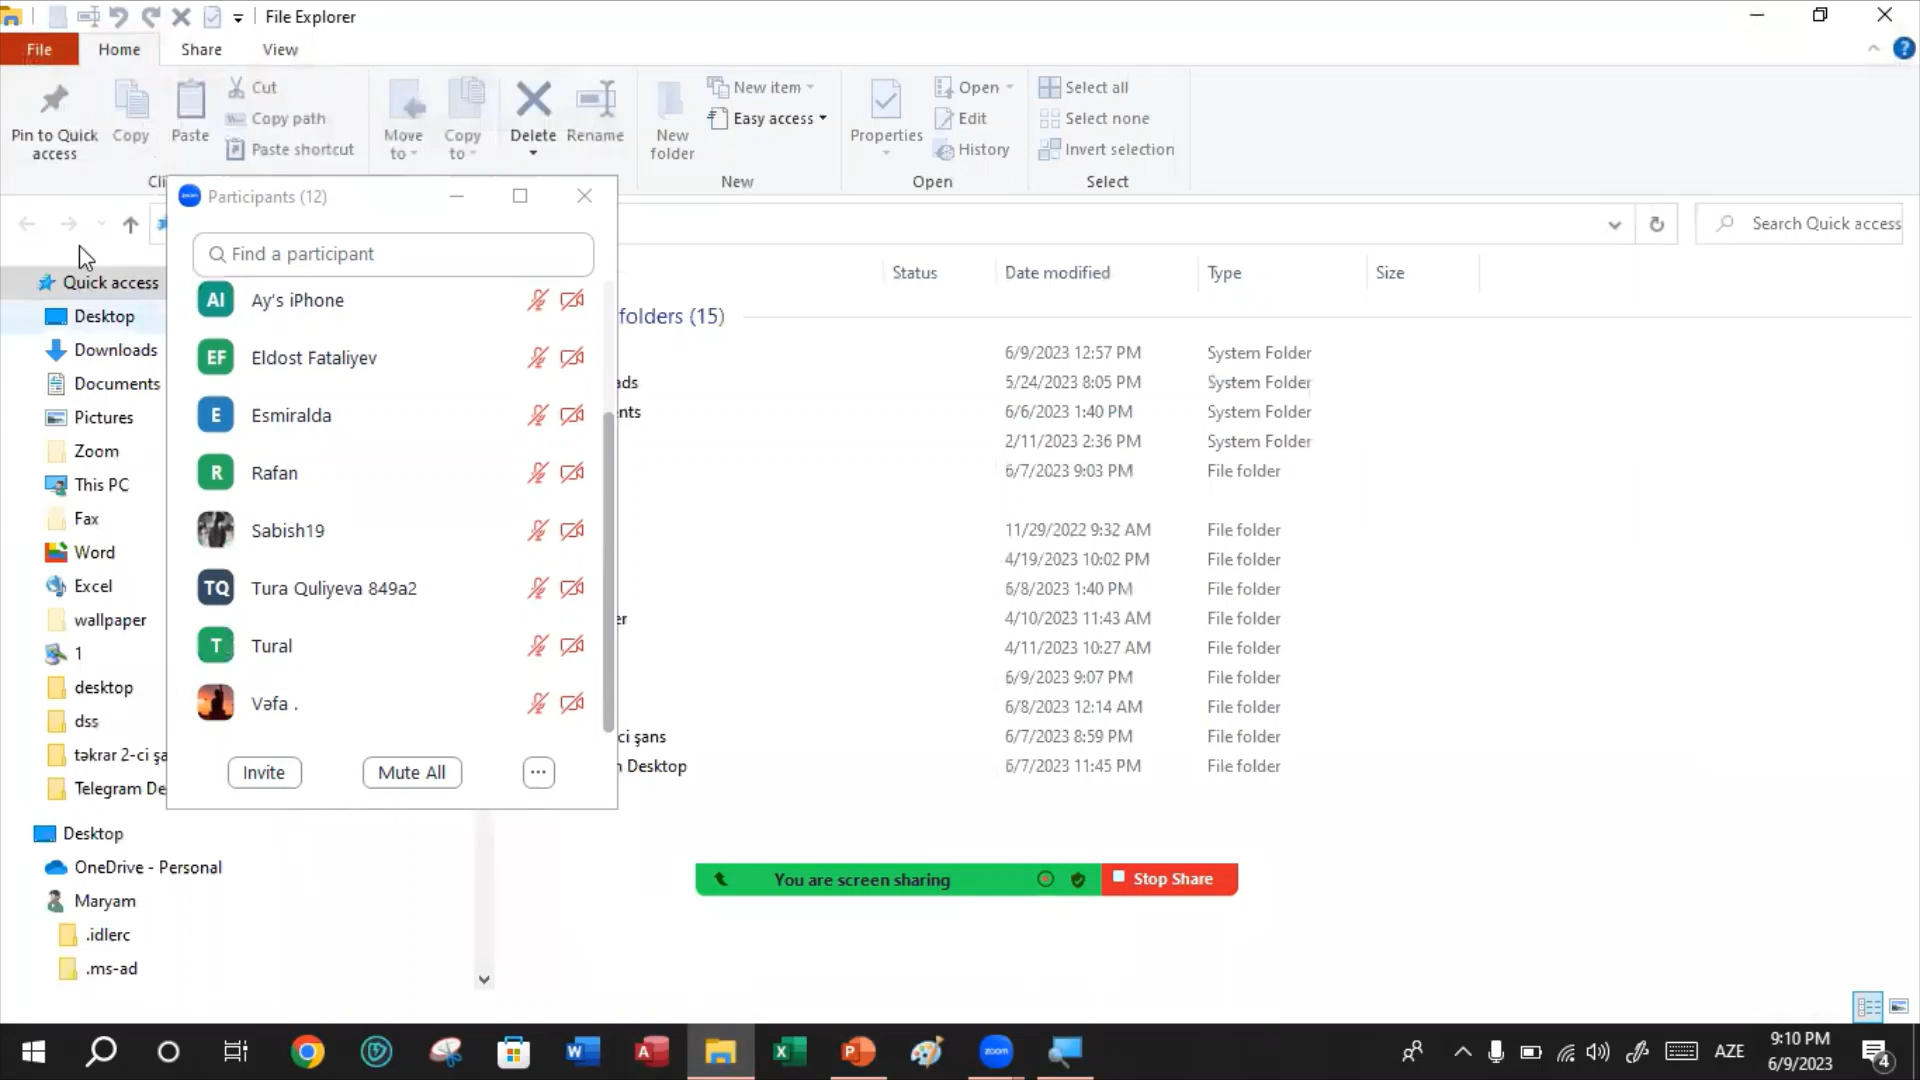 File Explorer
File Home Share View
Pin to Quick access
Copy
Paste
Cut
Copy path
Paste shortcut
Move to
Copy to
Delete
Rename
New folder
New item
Easy access
Properties
Open
Edit
History
Select all
Select none
Invert selection
Cli
New
Open
Select
zoom
Participants (12)
Find a participant
AI Ay's iPhone
EF Eldost Fataliyev
E Esmiralda
R Rafan
Sabish19
TQ Tura Quliyeva 849a2
T Tural
Vəfa .
Invite
Mute All
...
Search Quick access
Quick access
Desktop
Downloads
Documents
Pictures
Zoom
This PC
Fax
Word
Excel
wallpaper
1
desktop
dss
təkrar 2-ci şa
Telegram De
Desktop
OneDrive - Personal
Maryam
.idlerc
.ms-ad
Status Date modified Type Size
folders (15)
6/9/2023 12:57 PM System Folder
ads 5/24/2023 8:05 PM System Folder
ents 6/6/2023 1:40 PM System Folder
2/11/2023 2:36 PM System Folder
6/7/2023 9:03 PM File folder
11/29/2022 9:32 AM File folder
4/19/2023 10:02 PM File folder
6/8/2023 1:40 PM File folder
er 4/10/2023 11:43 AM File folder
4/11/2023 10:27 AM File folder
6/9/2023 9:07 PM File folder
6/8/2023 12:14 AM File folder
ci şans 6/7/2023 8:59 PM File folder
n Desktop 6/7/2023 11:45 PM File folder
You are screen sharing
Stop Share
zoom
AZE
9:10 PM
6/9/2023
4